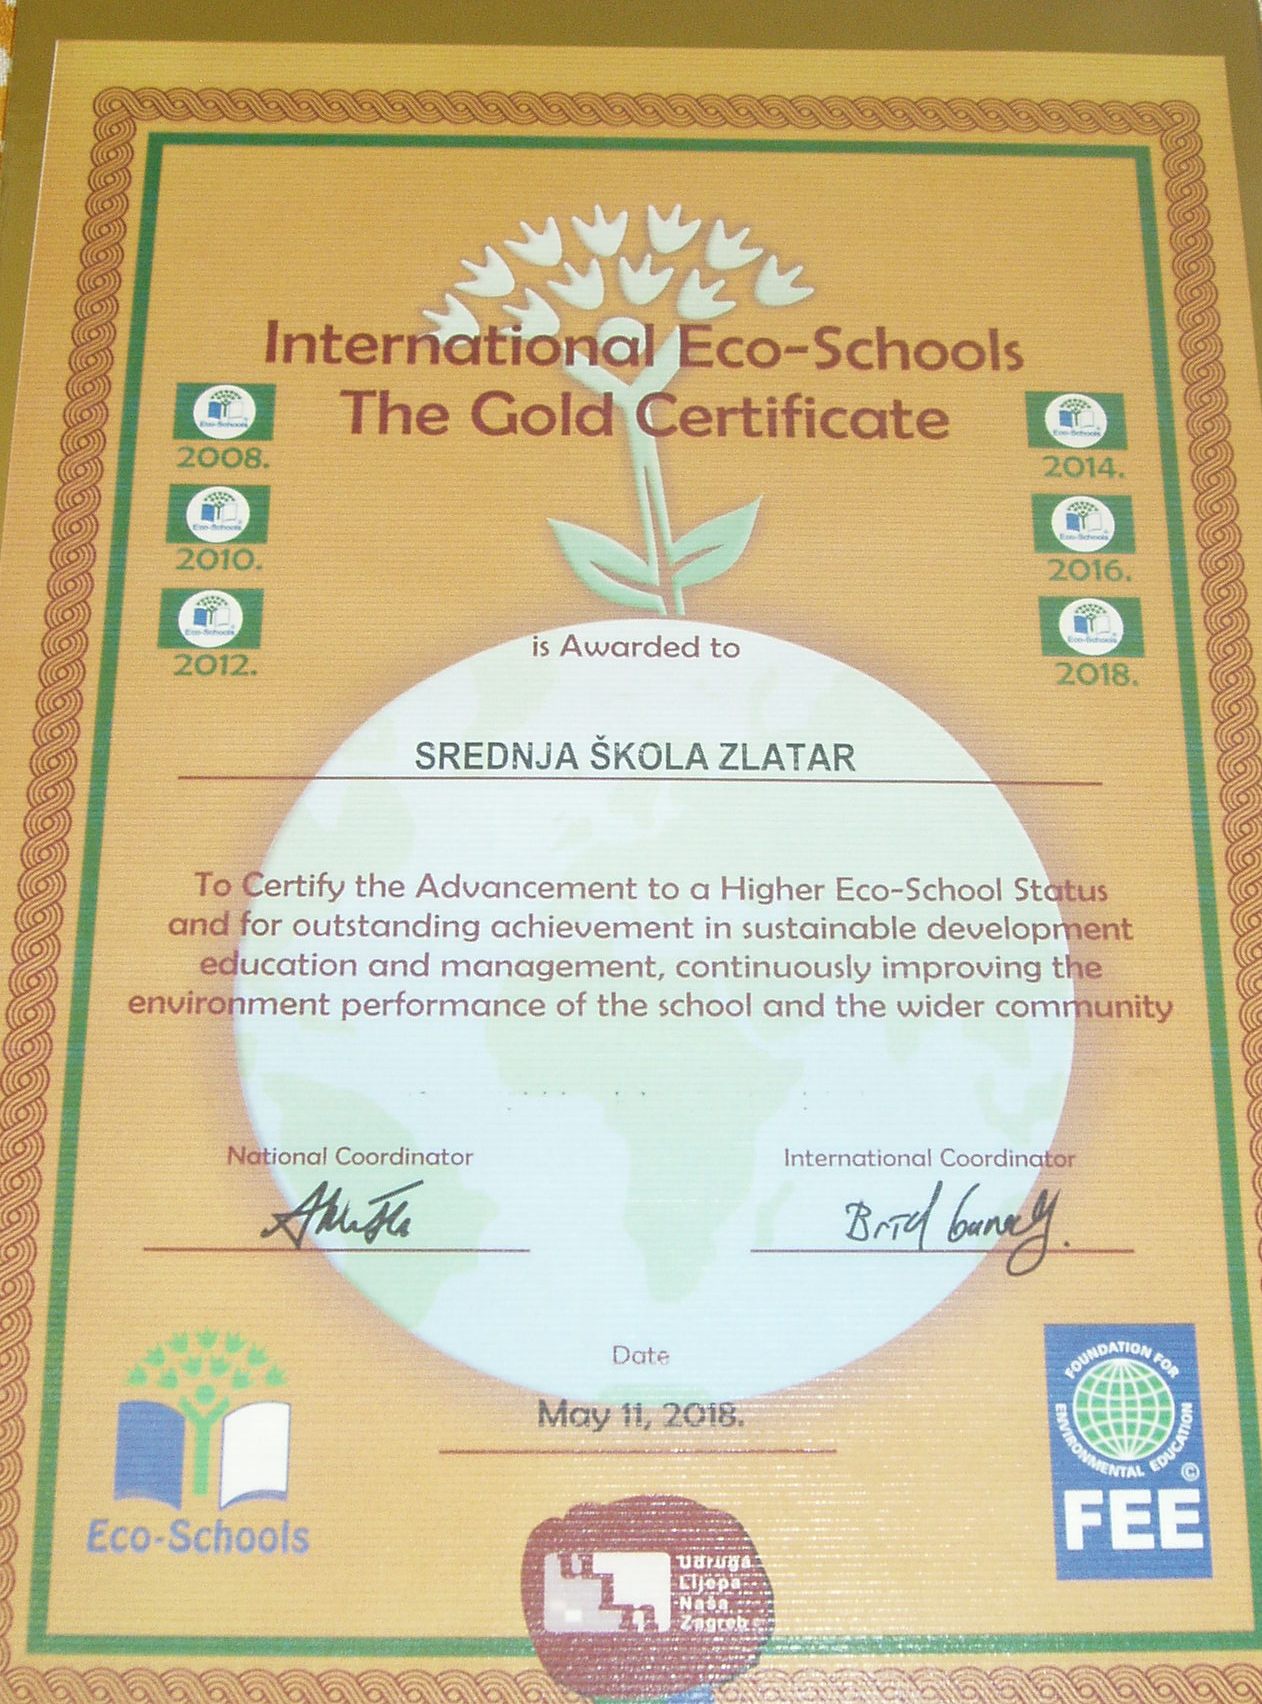 International Eco-Schools
The Gold Certificate
Eco-Schools
2008.
Eco-Schools
2010.
Eco-Schools
2012.
Eco-Schools
2014.
Eco-Schools
2016.
Eco-Schools
2018.
is Awarded to
SREDNJA ŠKOLA ZLATAR
To Certify the Advancement to a Higher Eco-School Status
and for outstanding achievement in sustainable development
education and management, continuously improving the
environment performance of the school and the wider community
National Coordinator
International Coordinator
Date
May 11, 2018.
Eco-Schools
FOUNDATION FOR
ENVIRONMENTAL EDUCATION
©
FEE
Udruga
Lijepa
Naša
Zagreb